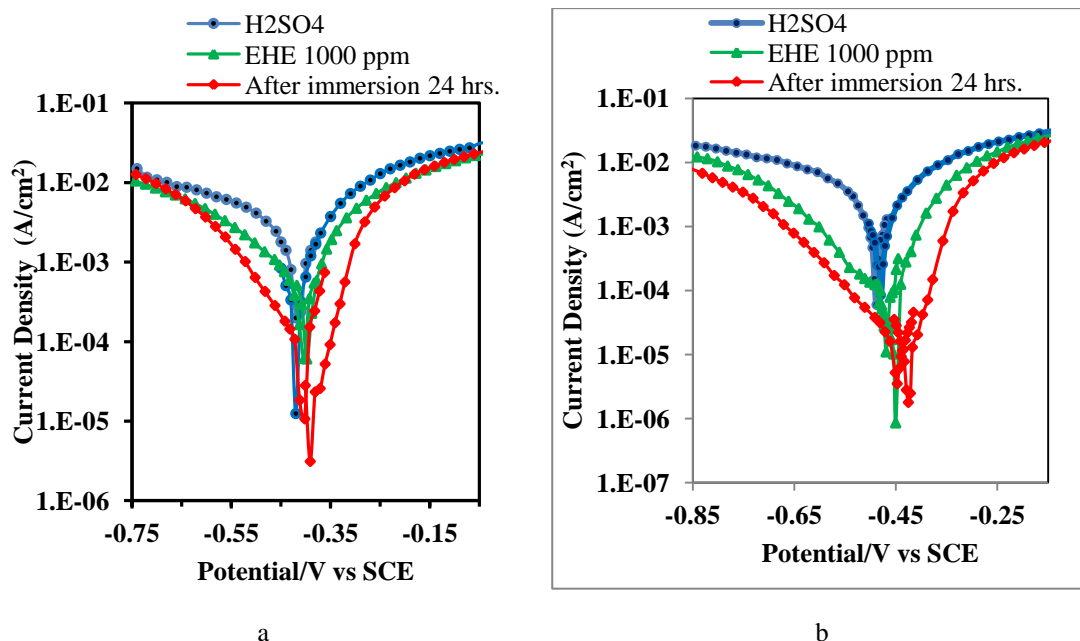 H2SO4
EHE 1000 ppm
After immersion 24 hrs.
1.E-01
1.E-02
1.E-03
1.E-04
1.E-05
1.E-06
Current Density (A/cm2)
-0.75 -0.55 -0.35 -0.15
Potential/V vs SCE
a
H2SO4
EHE 1000 ppm
After immersion 24 hrs.
1.E-01
1.E-02
1.E-03
1.E-04
1.E-05
1.E-06
1.E-07
Current Density (A/cm2)
-0.85 -0.65 -0.45 -0.25
Potential/V vs SCE
b